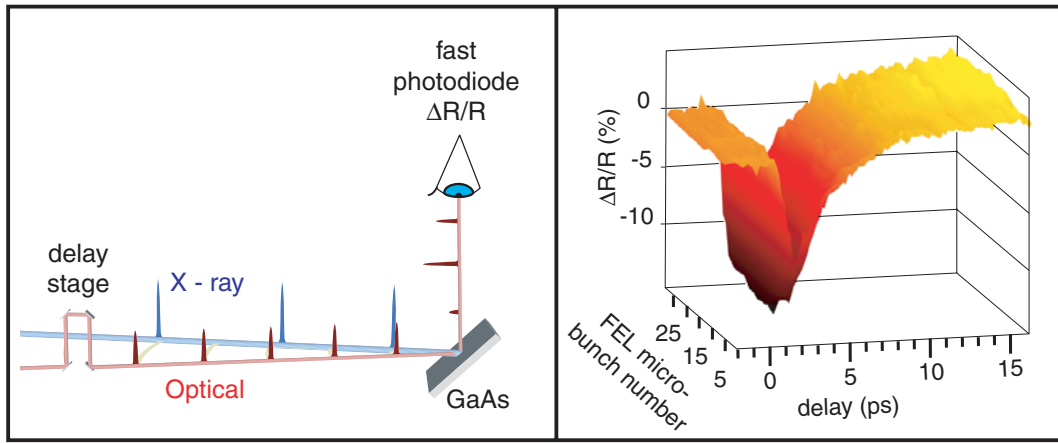 fast
photodiode
ΔR/R
delay
stage
X - ray
Optical
GaAs
ΔR/R (%)
0
-5
-10
25
15
5
FEL micro-
bunch number
0
5
10
15
delay (ps)